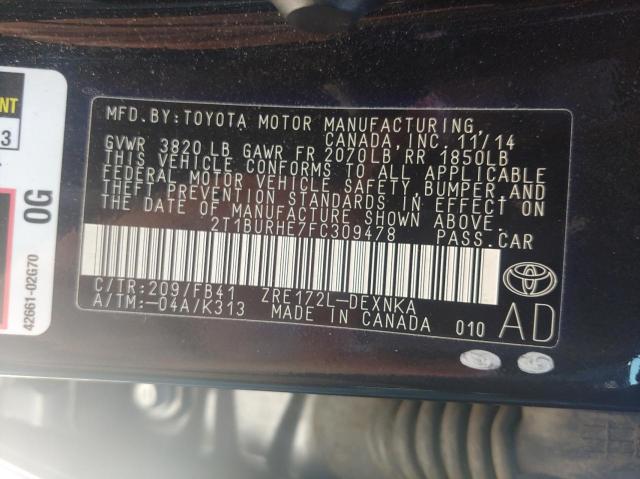 NT
3
0G
42661-02G70
MFD.BY:TOYOTA MOTOR MANUFACTURING,
CANADA, INC. 11/14
GVWR 3820 LB GAWR FR 2070LB, RR 1850LB
THIS VEHICLE CONFORMS TO ALL APPLICABLE
FEDERAL MOTOR VEHICLE SAFETY, BUMPER, AND
THEFT PREVENTION STANDARDS IN EFFECT ON
THE DATE OF MANUFACTURE SHOWN ABOVE.
2T1BURHE7FC309478 PASS.CAR
C/TR:209/FB41 ZRE172L-DEXNKA
A/TM:-04A/K313 MADE IN CANADA 010 AD